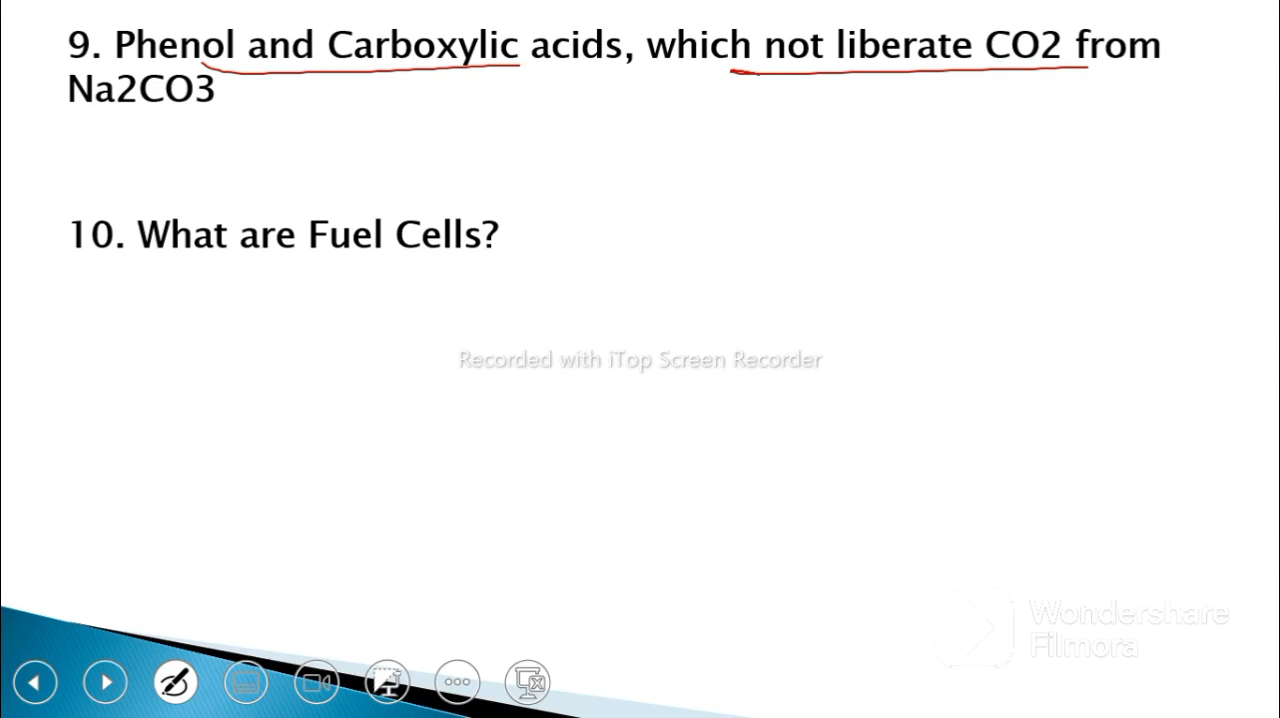 9. Phenol and Carboxylic acids, which not liberate CO2 from
Na2CO3
10. What are Fuel Cells?
Recorded with iTop Screen Recorder
Wondershare
Filmora